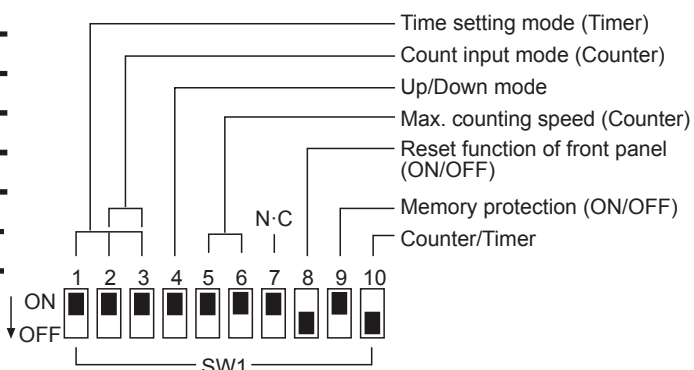 Time setting mode (Timer)
Count input mode (Counter)
Up/Down mode
Max. counting speed (Counter)
Reset function of front panel
(ON/OFF)
Memory protection (ON/OFF)
Counter/Timer
N·C
1 2 3 4 5 6 7 8 9 10
ON
OFF
SW1